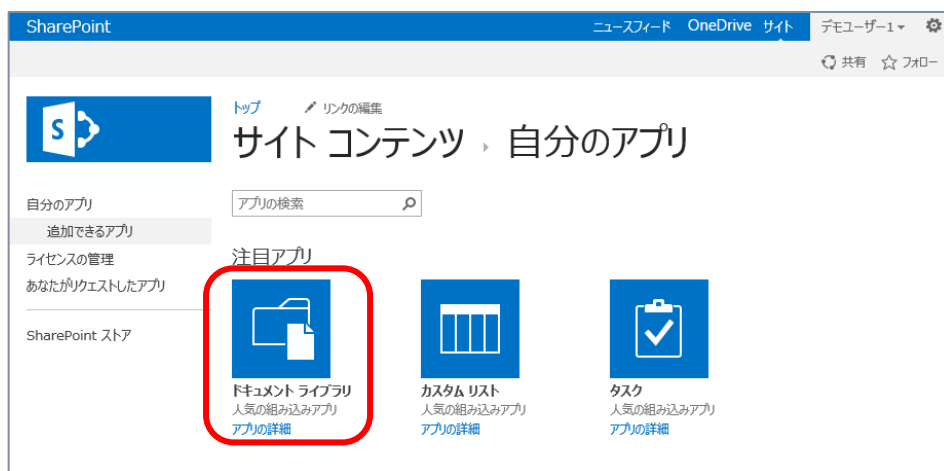 SharePoint ニュースフィード OneDrive サイト デモユーザー1
共有 フォロー
S
トップ リンクの編集
サイト コンテンツ › 自分のアプリ
アプリの検索
自分のアプリ
追加できるアプリ
ライセンスの管理
あなたがリクエストしたアプリ
SharePoint ストア
注目アプリ
ドキュメント ライブラリ カスタム リスト タスク
人気の組み込みアプリ 人気の組み込みアプリ 人気の組み込みアプリ
アプリの詳細 アプリの詳細 アプリの詳細